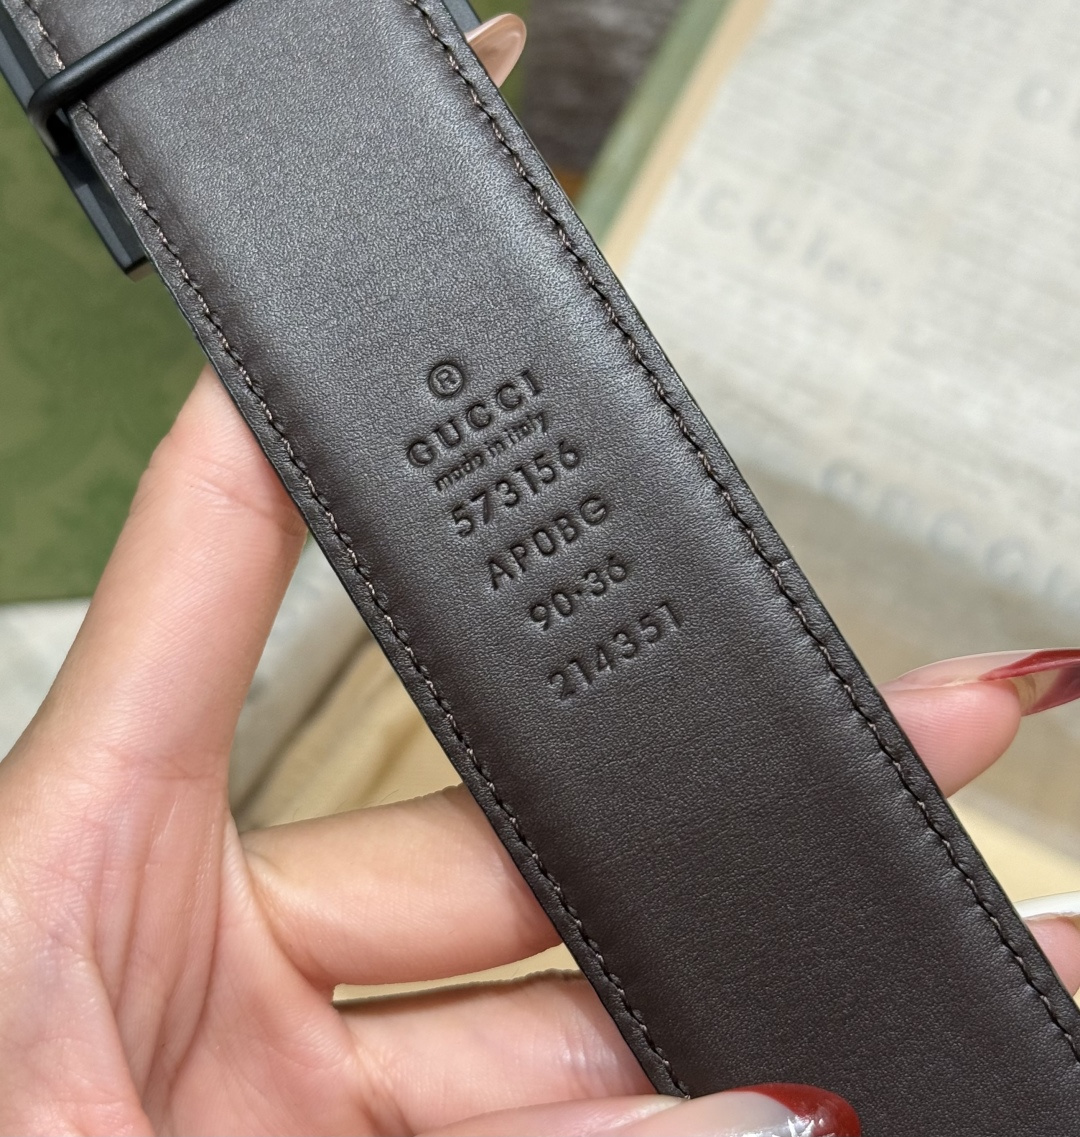 ®
GUCCI
made in italy
573156
AP0BG
90·36
214351